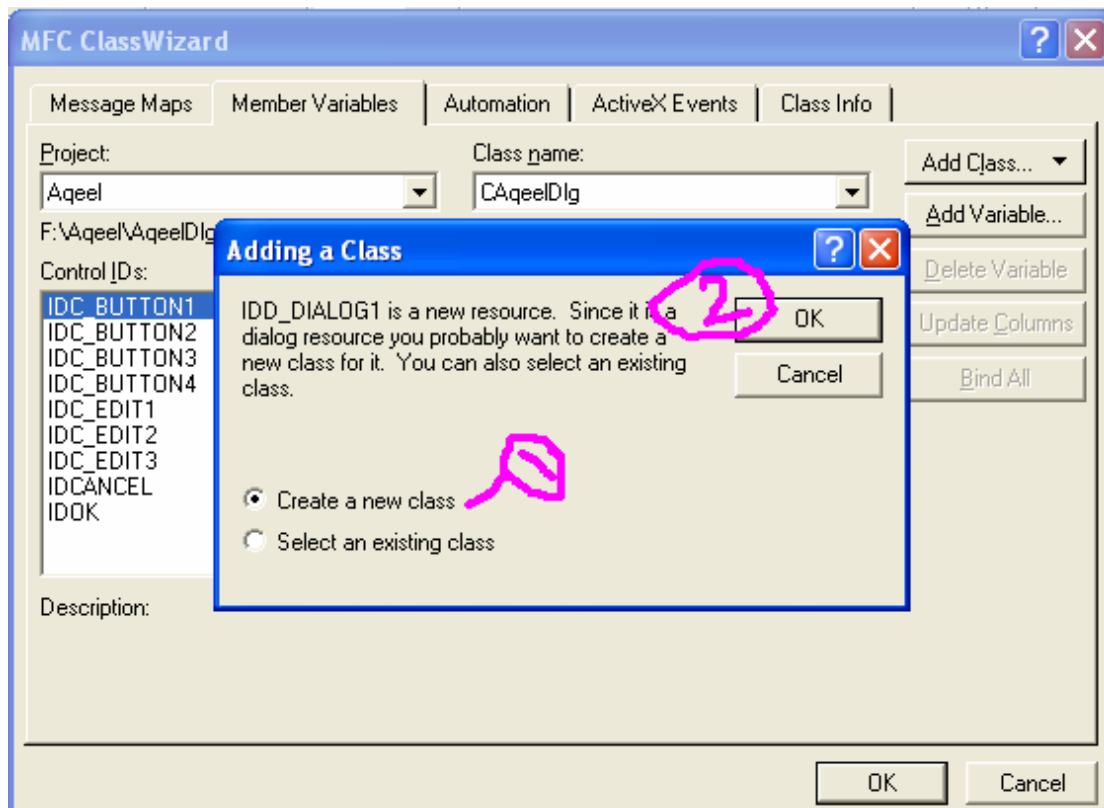 MFC ClassWizard
Message Maps
Member Variables
Automation
ActiveX Events
Class Info
Project:
Class name:
Add Class...
Aqeel
CAqeelDlg
Add Variable...
F:\Aqeel\AqeelDlg
Adding a Class
Control IDs:
Delete Variable
IDC_BUTTON1
IDC_BUTTON2
IDC_BUTTON3
IDC_BUTTON4
IDC_EDIT1
IDC_EDIT2
IDC_EDIT3
IDCANCEL
IDOK
IDD_DIALOG1 is a new resource. Since it is a
dialog resource you probably want to create a
new class for it. You can also select an existing
class.
2
OK
Cancel
Update Columns
Bind All
1
Create a new class
Select an existing class
Description:
OK
Cancel